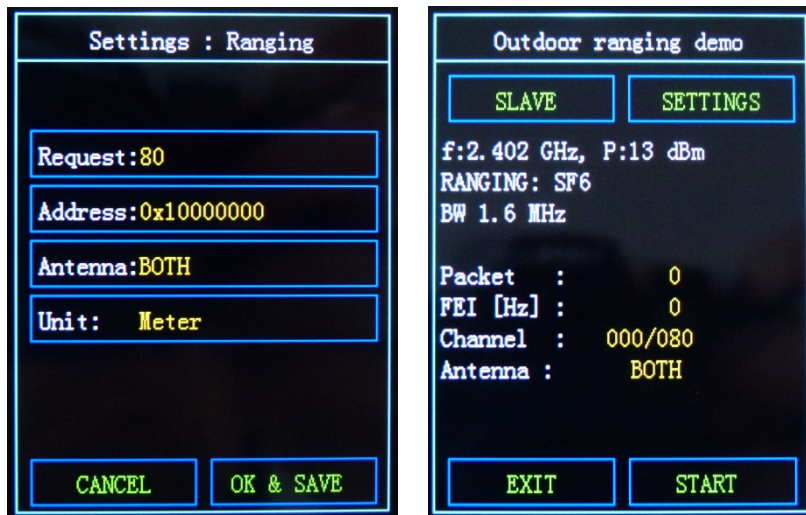 Settings : Ranging
Request:80
Address:0x10000000
Antenna:BOTH
Unit: Meter
CANCEL OK & SAVE
Outdoor ranging demo
SLAVE SETTINGS
f:2.402 GHz, P:13 dBm
RANGING: SF6
BW 1.6 MHz
Packet : 0
FEI [Hz] : 0
Channel : 000/080
Antenna : BOTH
EXIT START